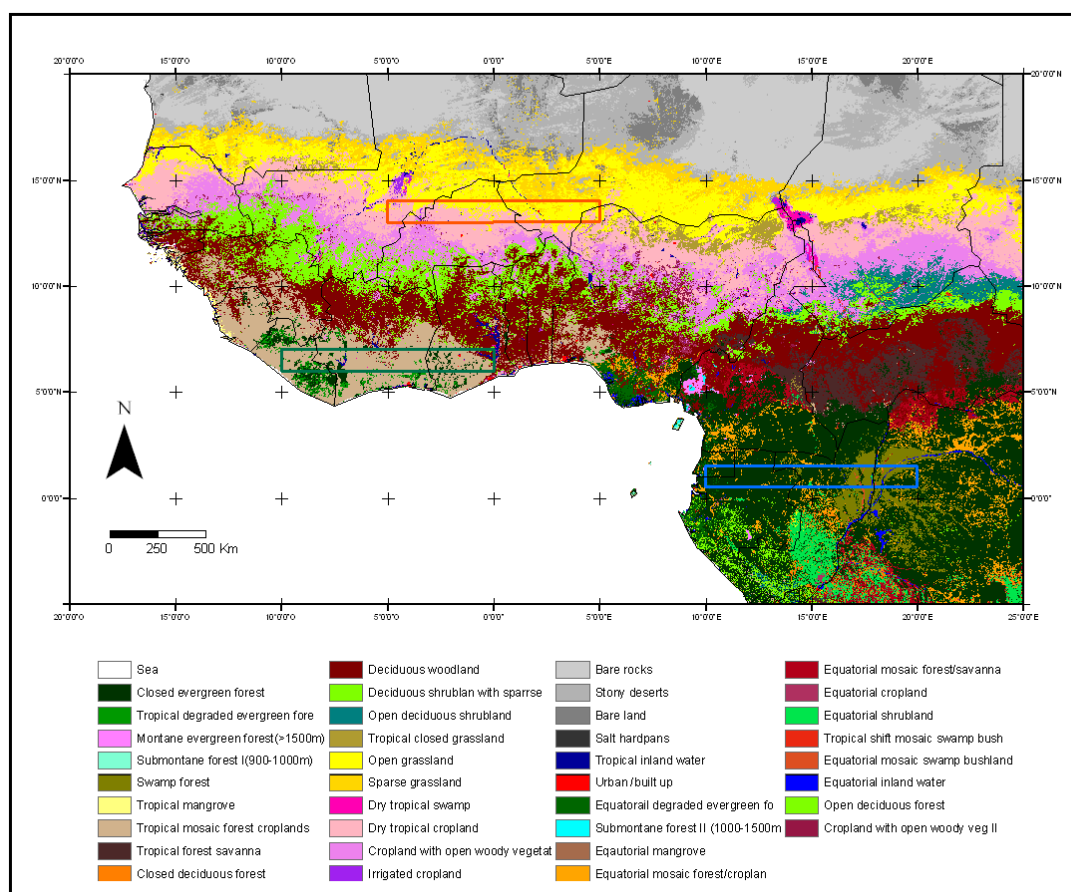 20°0'0"W 15°0'0"W 10°0'0"W 5°0'0"W 0°0'0" 5°0'0"E 10°0'0"E 15°0'0"E 20°0'0"E
20°0'0"N 20°0'0"N
15°0'0"N 15°0'0"N
10°0'0"N 10°0'0"N
5°0'0"N 5°0'0"N
N
0°0'0"N 0°0'0"N
0 250 500 Km
20°0'0"W 15°0'0"W 10°0'0"W 5°0'0"W 0°0'0" 5°0'0"E 10°0'0"E 15°0'0"E 20°0'0"E 25°0'0"E
Sea
Closed evergreen forest
Tropical degraded evergreen fore
Montane evergreen forest(>1500m)
Submontane forest I(900-1000m)
Swamp forest
Tropical mangrove
Tropical mosaic forest croplands
Tropical forest savanna
Closed deciduous forest
Deciduous woodland
Deciduous shrublan with sparrse
Open deciduous shrubland
Tropical closed grassland
Open grassland
Sparse grassland
Dry tropical swamp
Dry tropical cropland
Cropland with open woody vegetat
Irrigated cropland
Bare rocks
Stony deserts
Bare land
Salt hardpans
Tropical inland water
Urban /built up
Equatorail degraded evergreen fo
Submontane forest II (1000-1500m
Eqautorial mangrove
Equatorial mosaic forest/croplan
Equatorial mosaic forest/savanna
Equatorial cropland
Equatorial shrubland
Tropical shift mosaic swamp bush
Equatorial mosaic swamp bushland
Equatorial inland water
Open deciduous forest
Cropland with open woody veg II